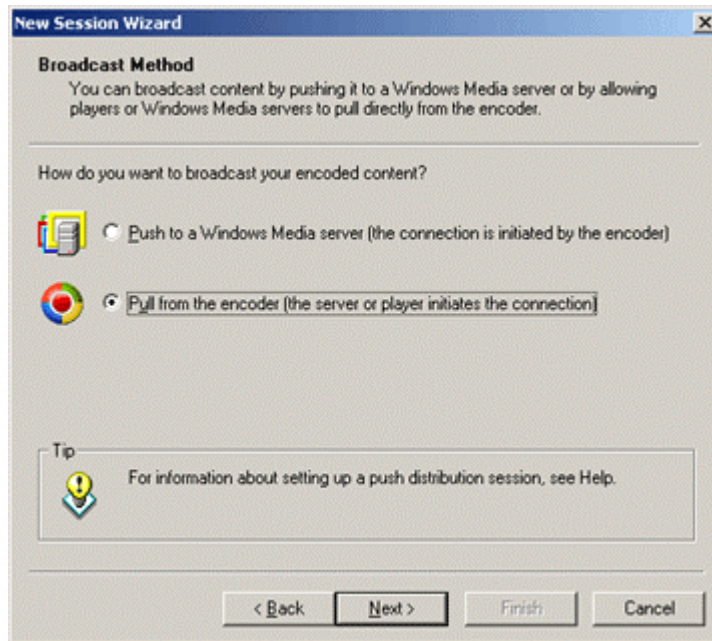 New Session Wizard
Broadcast Method
You can broadcast content by pushing it to a Windows Media server or by allowing
players or Windows Media servers to pull directly from the encoder.
How do you want to broadcast your encoded content?
Push to a Windows Media server (the connection is initiated by the encoder)
Pull from the encoder (the server or player initiates the connection)
Tip
For information about setting up a push distribution session, see Help.
< Back Next > Finish Cancel